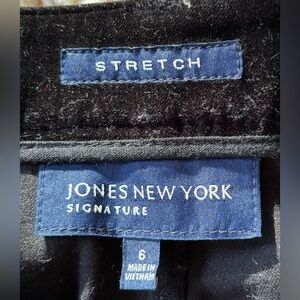 STRETCH
JONES NEW YORK
SIGNATURE
6
MADE IN
VIETNAM